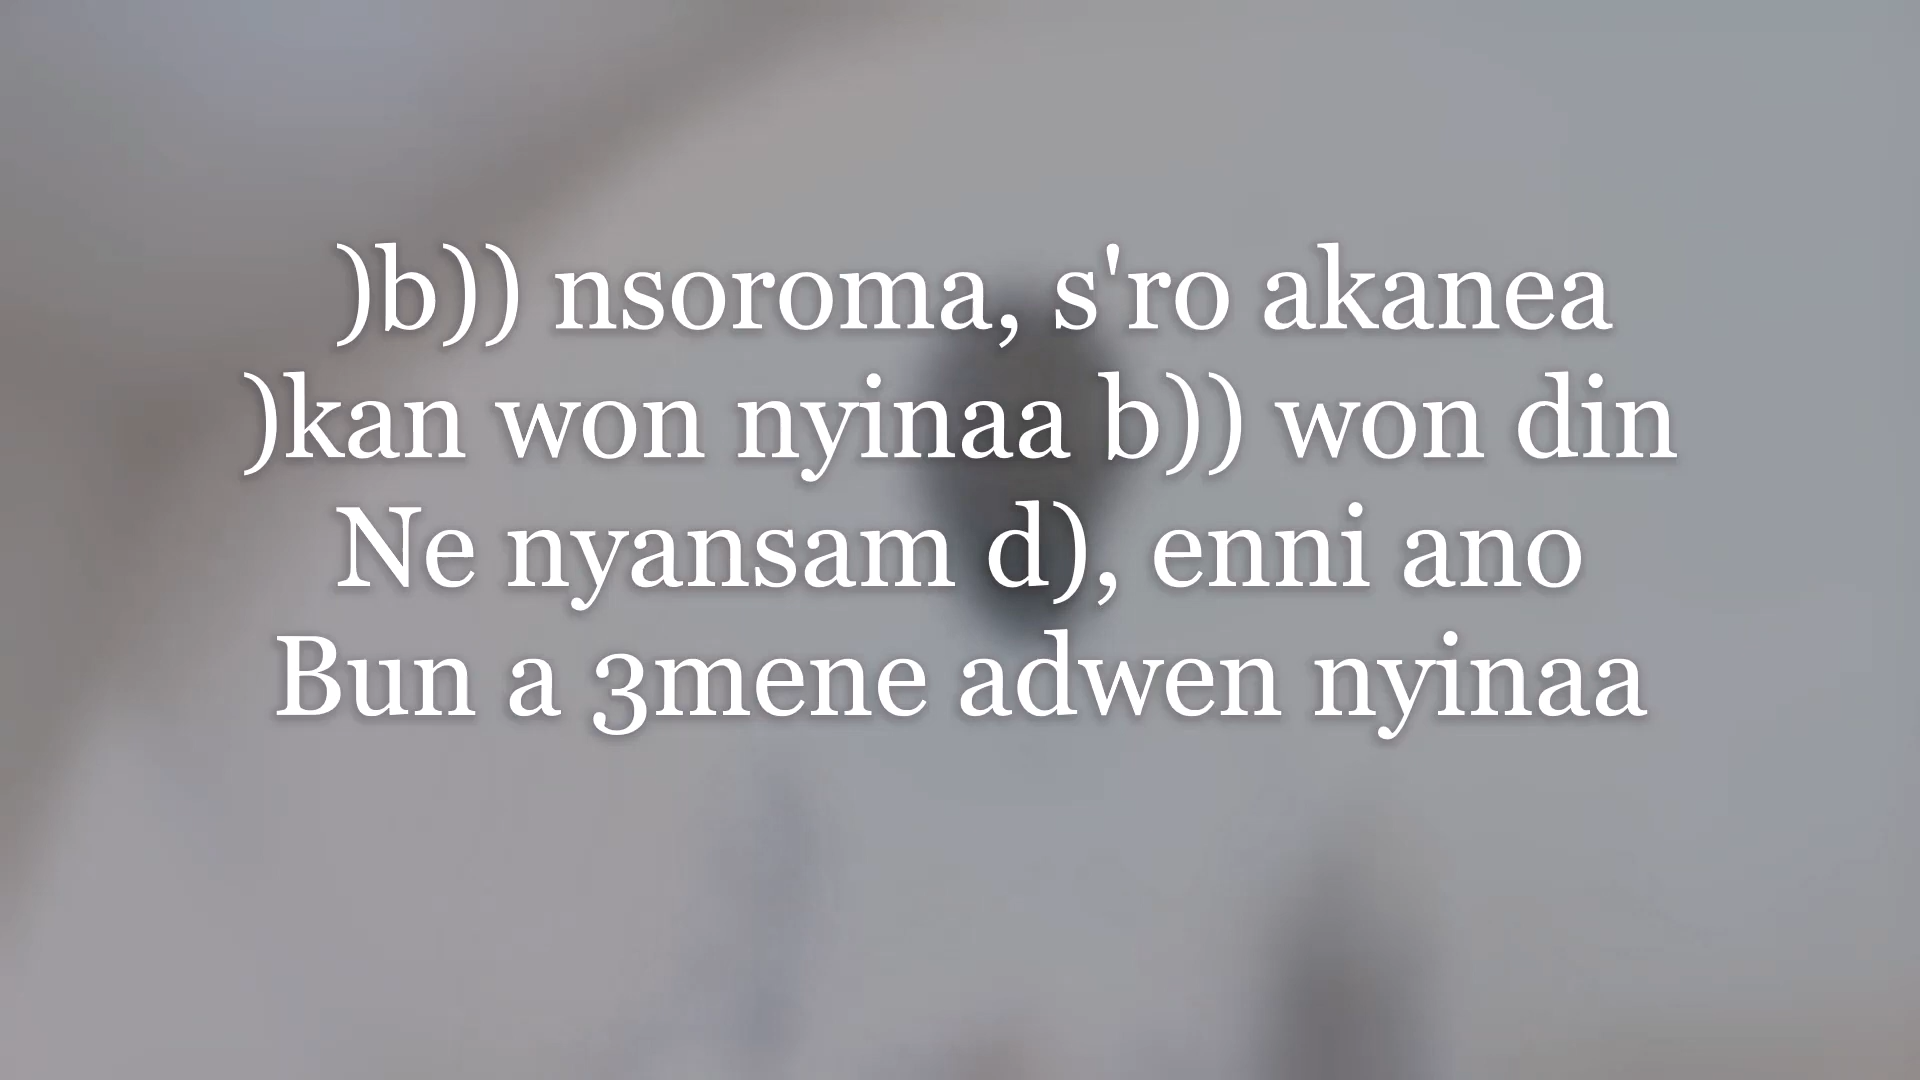 )b)) nsoroma, s'ro akanea
)kan won nyinaa b)) won din
Ne nyansam d), enni ano
Bun a 3mene adwen nyinaa